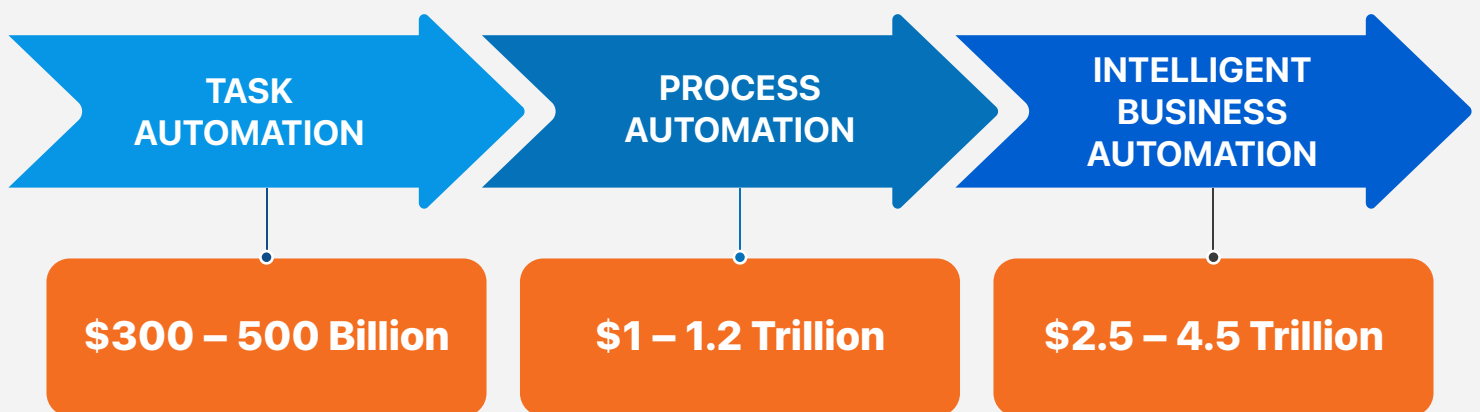 TASK
AUTOMATION
PROCESS
AUTOMATION
INTELLIGENT
BUSINESS
AUTOMATION
$300 – 500 Billion
$1 – 1.2 Trillion
$2.5 – 4.5 Trillion